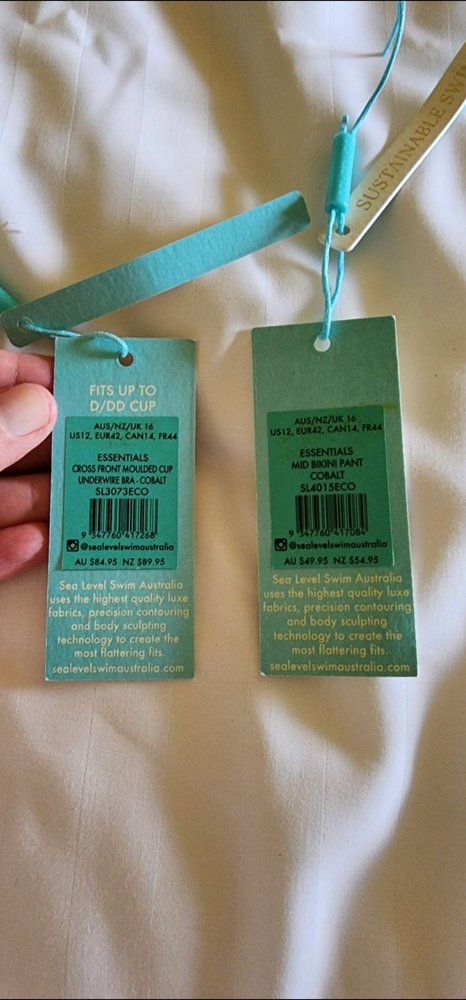 SUSTAINABLE SWIM
FITS UP TO
D/DD CUP
AUS/NZ/UK 16
US12, EUR42, CAN14, FR44
ESSENTIALS
CROSS FRONT MOULDED CUP
UNDERWIRE BRA - COBALT
SL3073ECO
9 347760 417268
@sealevelswimaustralia
AU $84.95 NZ $89.95
Sea Level Swim Australia
uses the highest quality luxe
fabrics, precision contouring
and body sculpting
technology to create the
most flattering fits.
sealevelswimaustralia.com
AUS/NZ/UK 16
US12, EUR42, CAN14, FR44
ESSENTIALS
MID BIKINI PANT
COBALT
SL4015ECO
9 347760 417084
@sealevelswimaustralia
AU $49.95 NZ $54.95
Sea Level Swim Australia
uses the highest quality luxe
fabrics, precision contouring
and body sculpting
technology to create the
most flattering fits.
sealevelswimaustralia.com